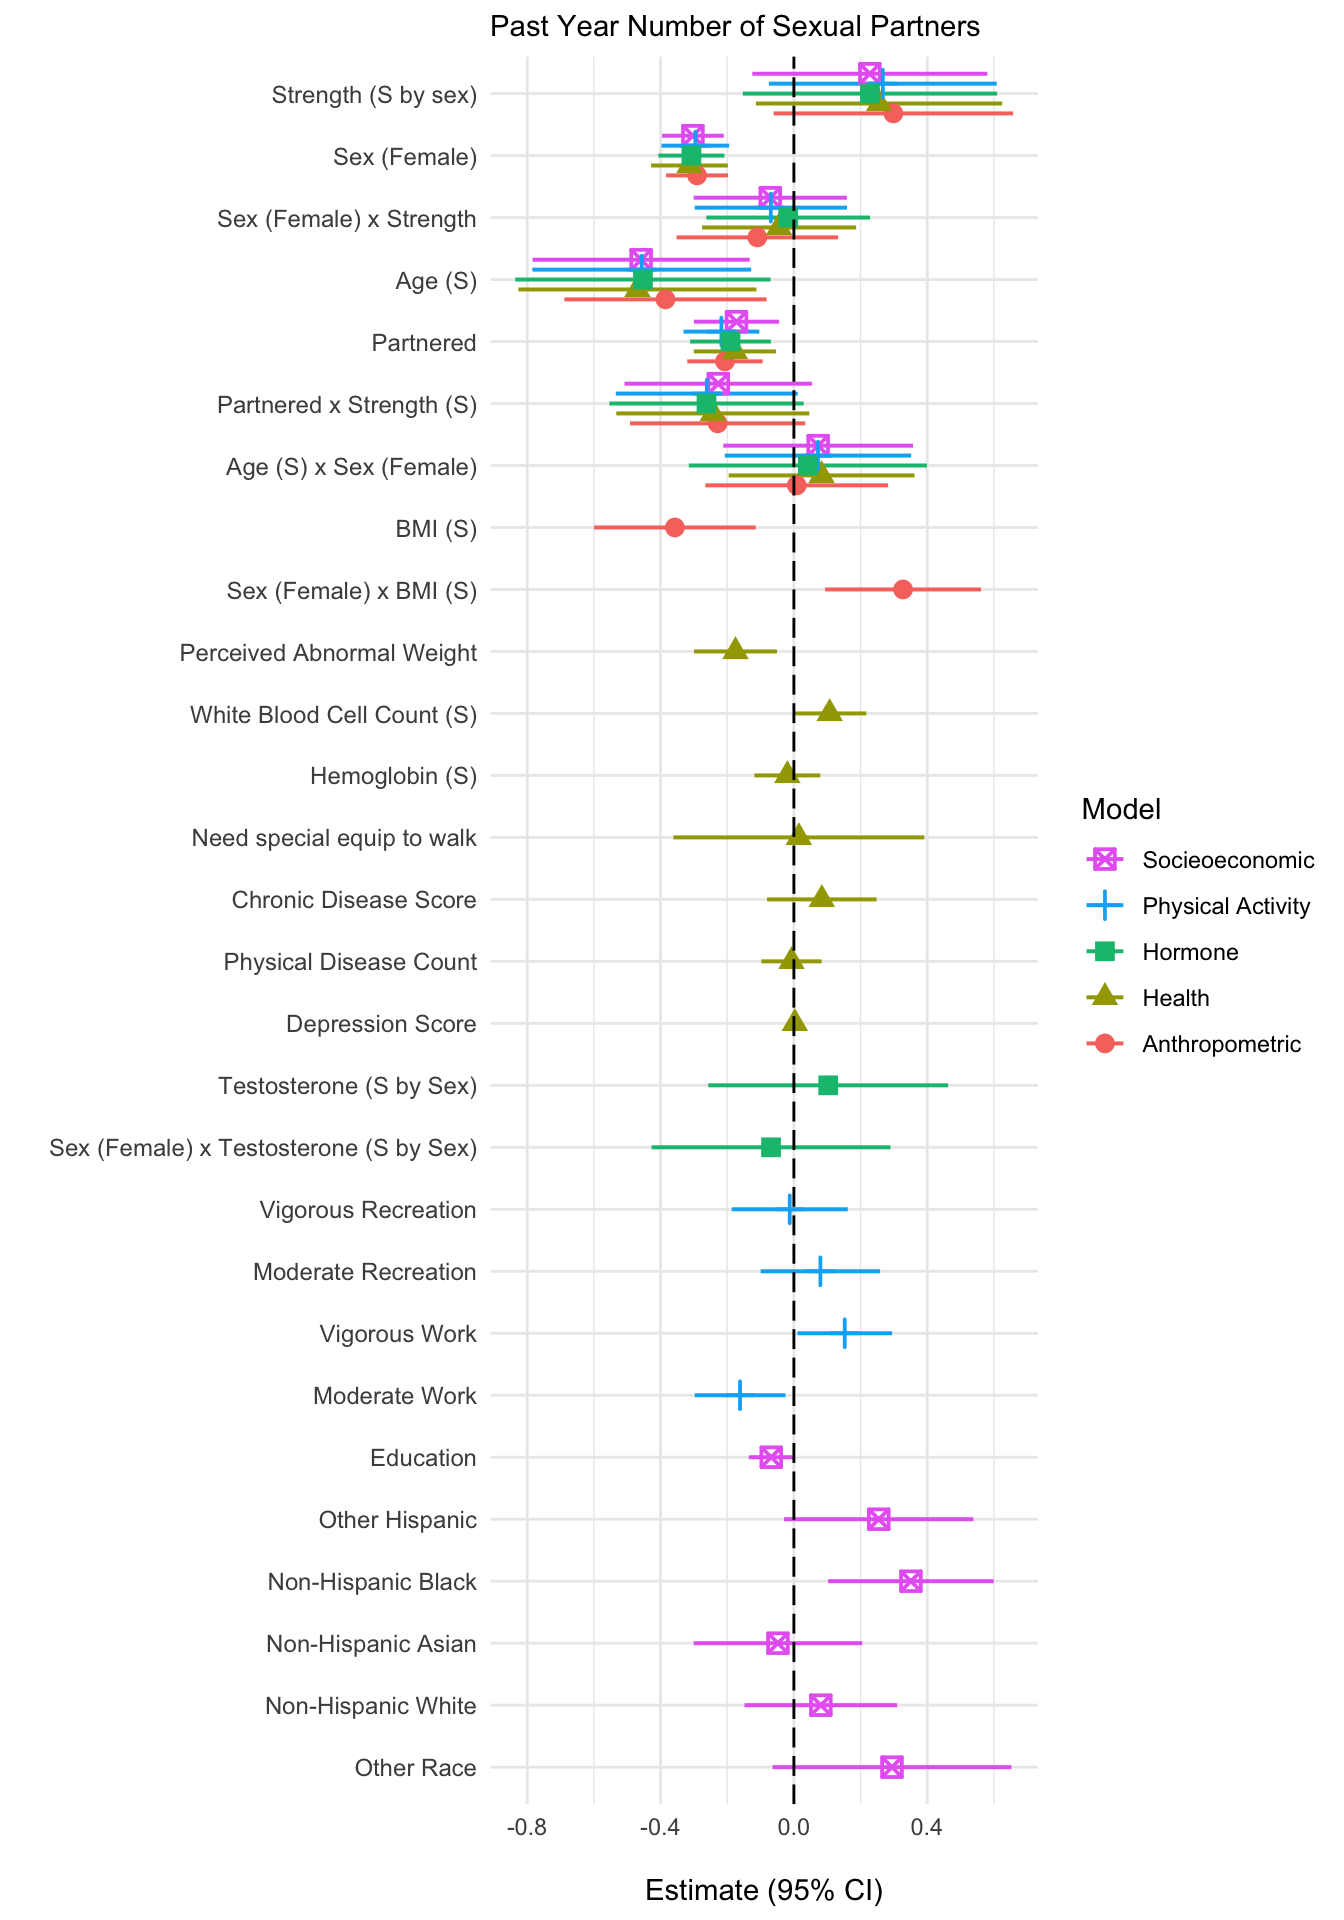 Past Year Number of Sexual Partners
Strength (S by sex)
Sex (Female)
Sex (Female) x Strength
Age (S)
Partnered
Partnered x Strength (S)
Age (S) x Sex (Female)
BMI (S)
Sex (Female) x BMI (S)
Perceived Abnormal Weight
White Blood Cell Count (S)
Hemoglobin (S)
Need special equip to walk
Chronic Disease Score
Physical Disease Count
Depression Score
Testosterone (S by Sex)
Sex (Female) x Testosterone (S by Sex)
Vigorous Recreation
Moderate Recreation
Vigorous Work
Moderate Work
Education
Other Hispanic
Non-Hispanic Black
Non-Hispanic Asian
Non-Hispanic White
Other Race
-0.8 -0.4 0.0 0.4
Estimate (95% CI)
Model
Socieoeconomic
Physical Activity
Hormone
Health
Anthropometric